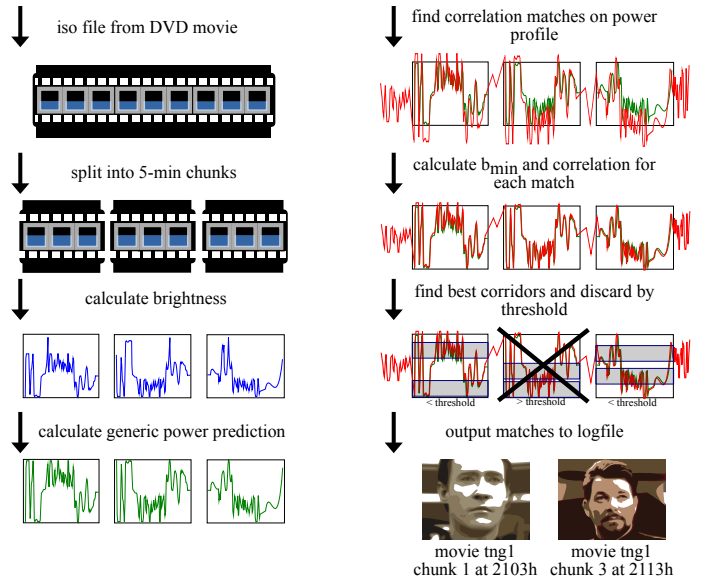 iso file from DVD movie
split into 5-min chunks
calculate brightness
calculate generic power prediction
find correlation matches on power
profile
calculate bmin and correlation for
each match
find best corridors and discard by
threshold
< threshold
> threshold
< threshold
output matches to logfile
movie tng1
chunk 1 at 2103h
movie tng1
chunk 3 at 2113h